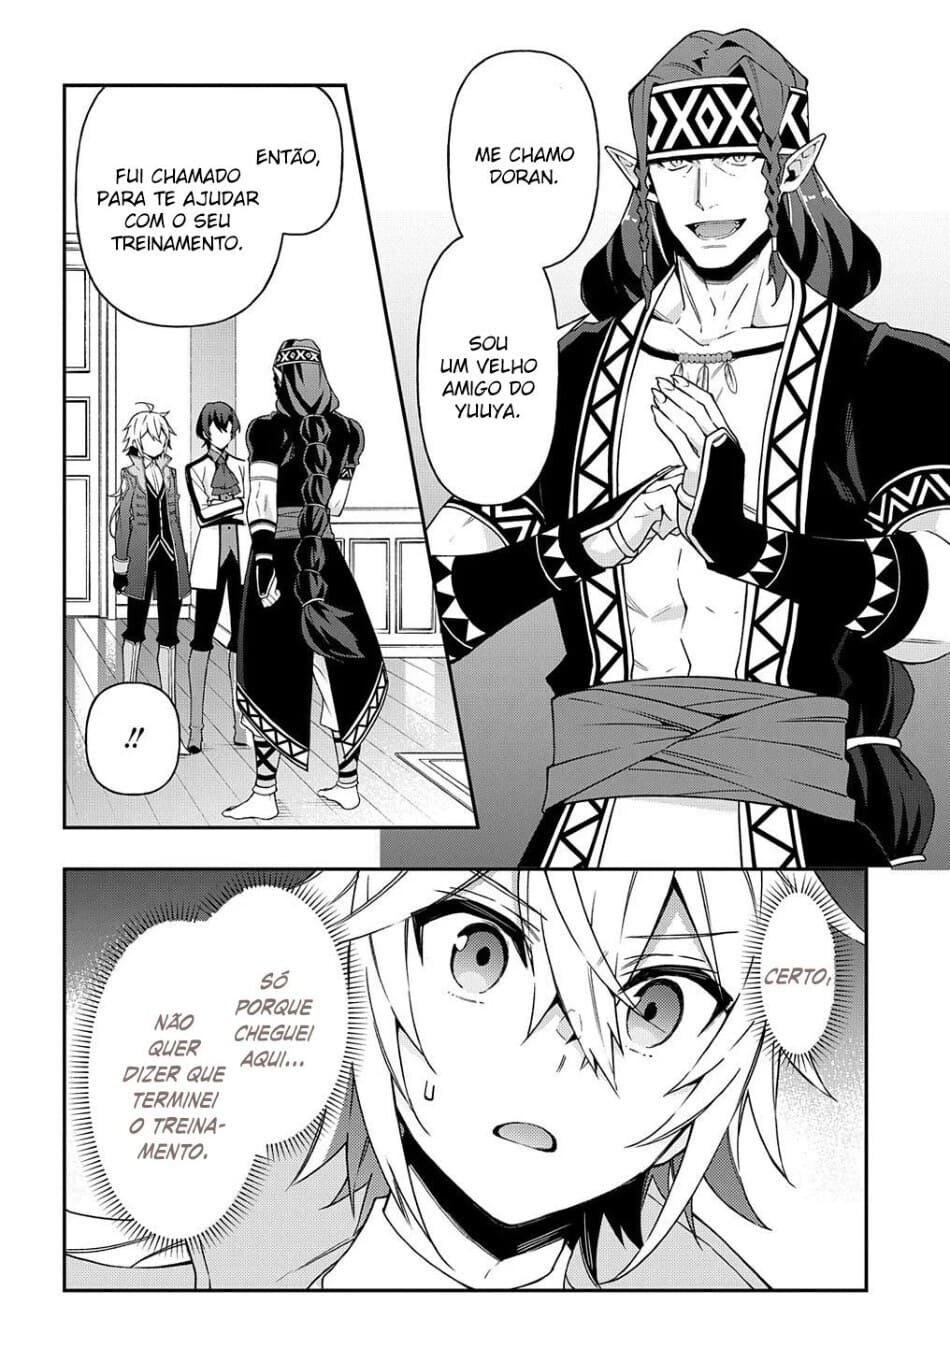 ME CHAMO
DORAN.
SOU
UM VELHO
AMIGO DO
YUUYA.
ENTÃO,
FUI CHAMADO
PARA TE AJUDAR
COM O SEU
TREINAMENTO.
!!
CERTO;
SÓ
PORQUE
CHEGUEI
AQUI...
NÃO
QUER
DIZER QUE
TERMINEI
O TREINA-
MENTO.